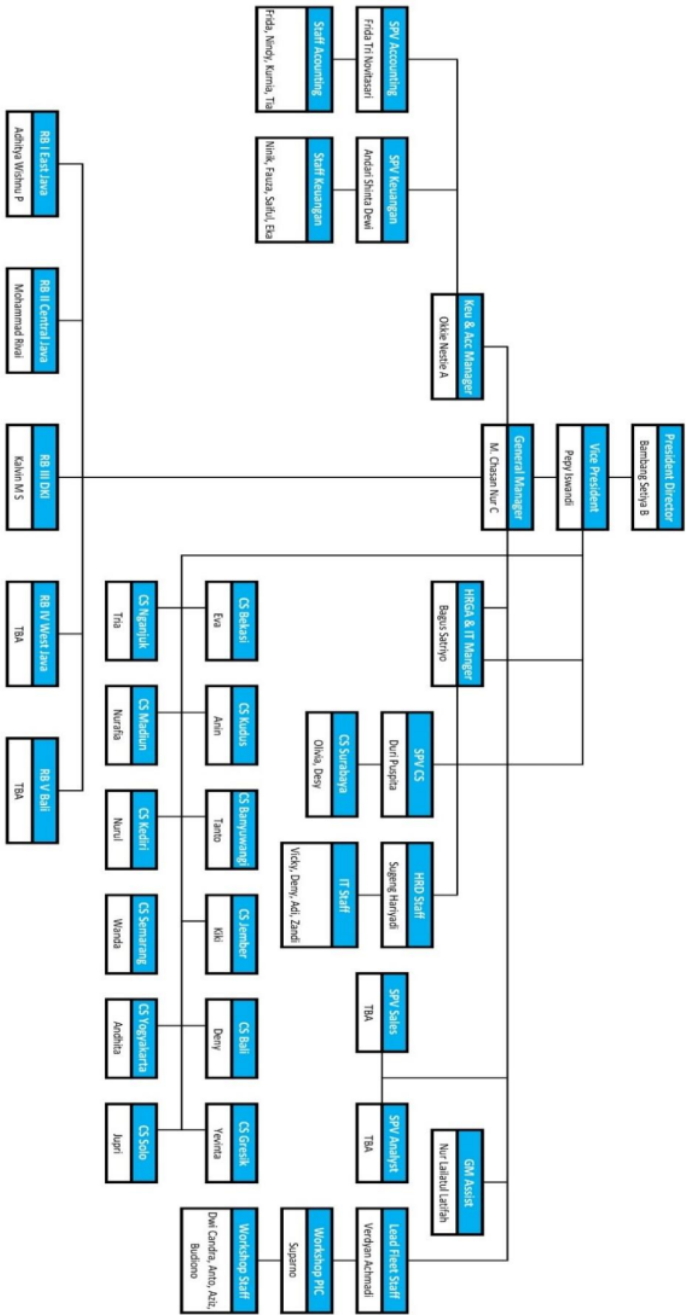 President Director
Bambang Setiya B
Vice President
Pepy Iswandi
General Manager
M. Chasan Nur C
Keu & Acc Manager
Okkie Nestie A
HRGA & IT Manger
Bagus Satriyo
GM Assist
Nur Lailatul Latifah
SPV Accounting
Frida Tri Novitasari
SPV Keuangan
Andari Shinta Dewi
SPV CS
Duri Puspita
HRD Staff
Sugeng Hariyadi
SPV Sales
TBA
SPV Analyst
TBA
Lead Fleet Staff
Verdyan Achmadi
Staff Acounting
Frida, Nindy, Kurnia, Tia
Staff Keuangan
Ninik, Fauza, Saiful, Eka
CS Surabaya
Olivia, Desy
IT Staff
Vicky, Deny, Adi, Zandi
Workshop PIC
Suparno
Workshop Staff
Dwi Candra, Anto, Aziz,
Budiono
CS Bekasi
Eva
CS Kudus
Anin
CS Banyuwangi
Tanto
CS Jember
Kiki
CS Bali
Deny
CS Gresik
Yevinta
CS Nganjuk
Tria
CS Madiun
Nurafia
CS Kediri
Nurul
CS Semarang
Wanda
CS Yogyakarta
Andhita
CS Solo
Jupri
RB I East Java
Adhitya Wishnu P
RB II Central Java
Mohammad Rivai
RB III DKI
Kalvin M S
RB IV West Java
TBA
RB V Bali
TBA